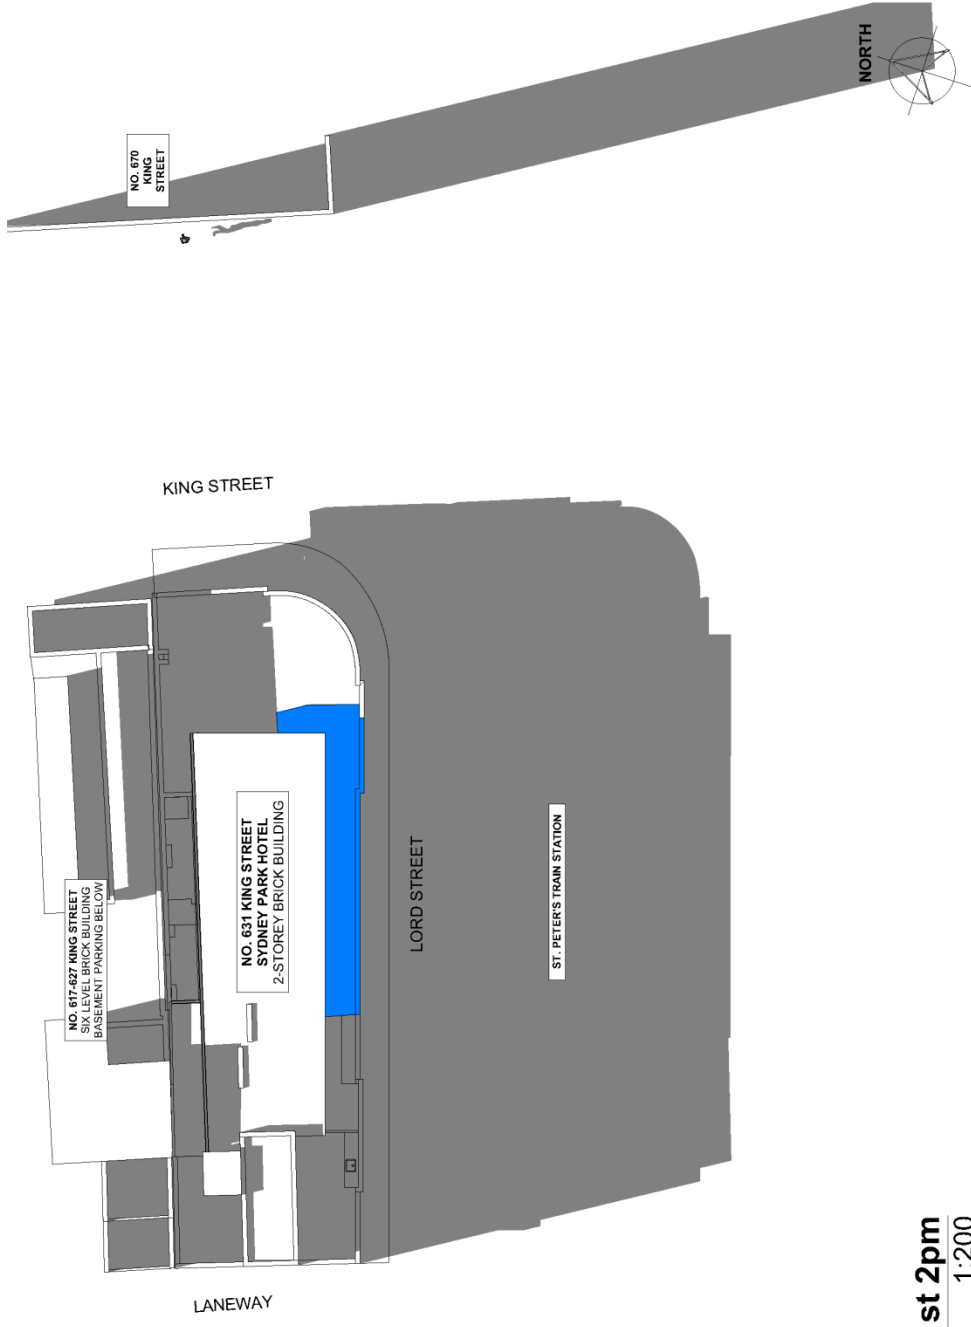 NORTH
NO. 670
KING
STREET
KING STREET
NO. 617-627 KING STREET
SIX LEVEL BRICK BUILDING
BASEMENT PARKING BELOW
NO. 631 KING STREET
SYDNEY PARK HOTEL
2-STOREY BRICK BUILDING
LORD STREET
ST. PETER'S TRAIN STATION
LANEWAY
st 2pm
1:200